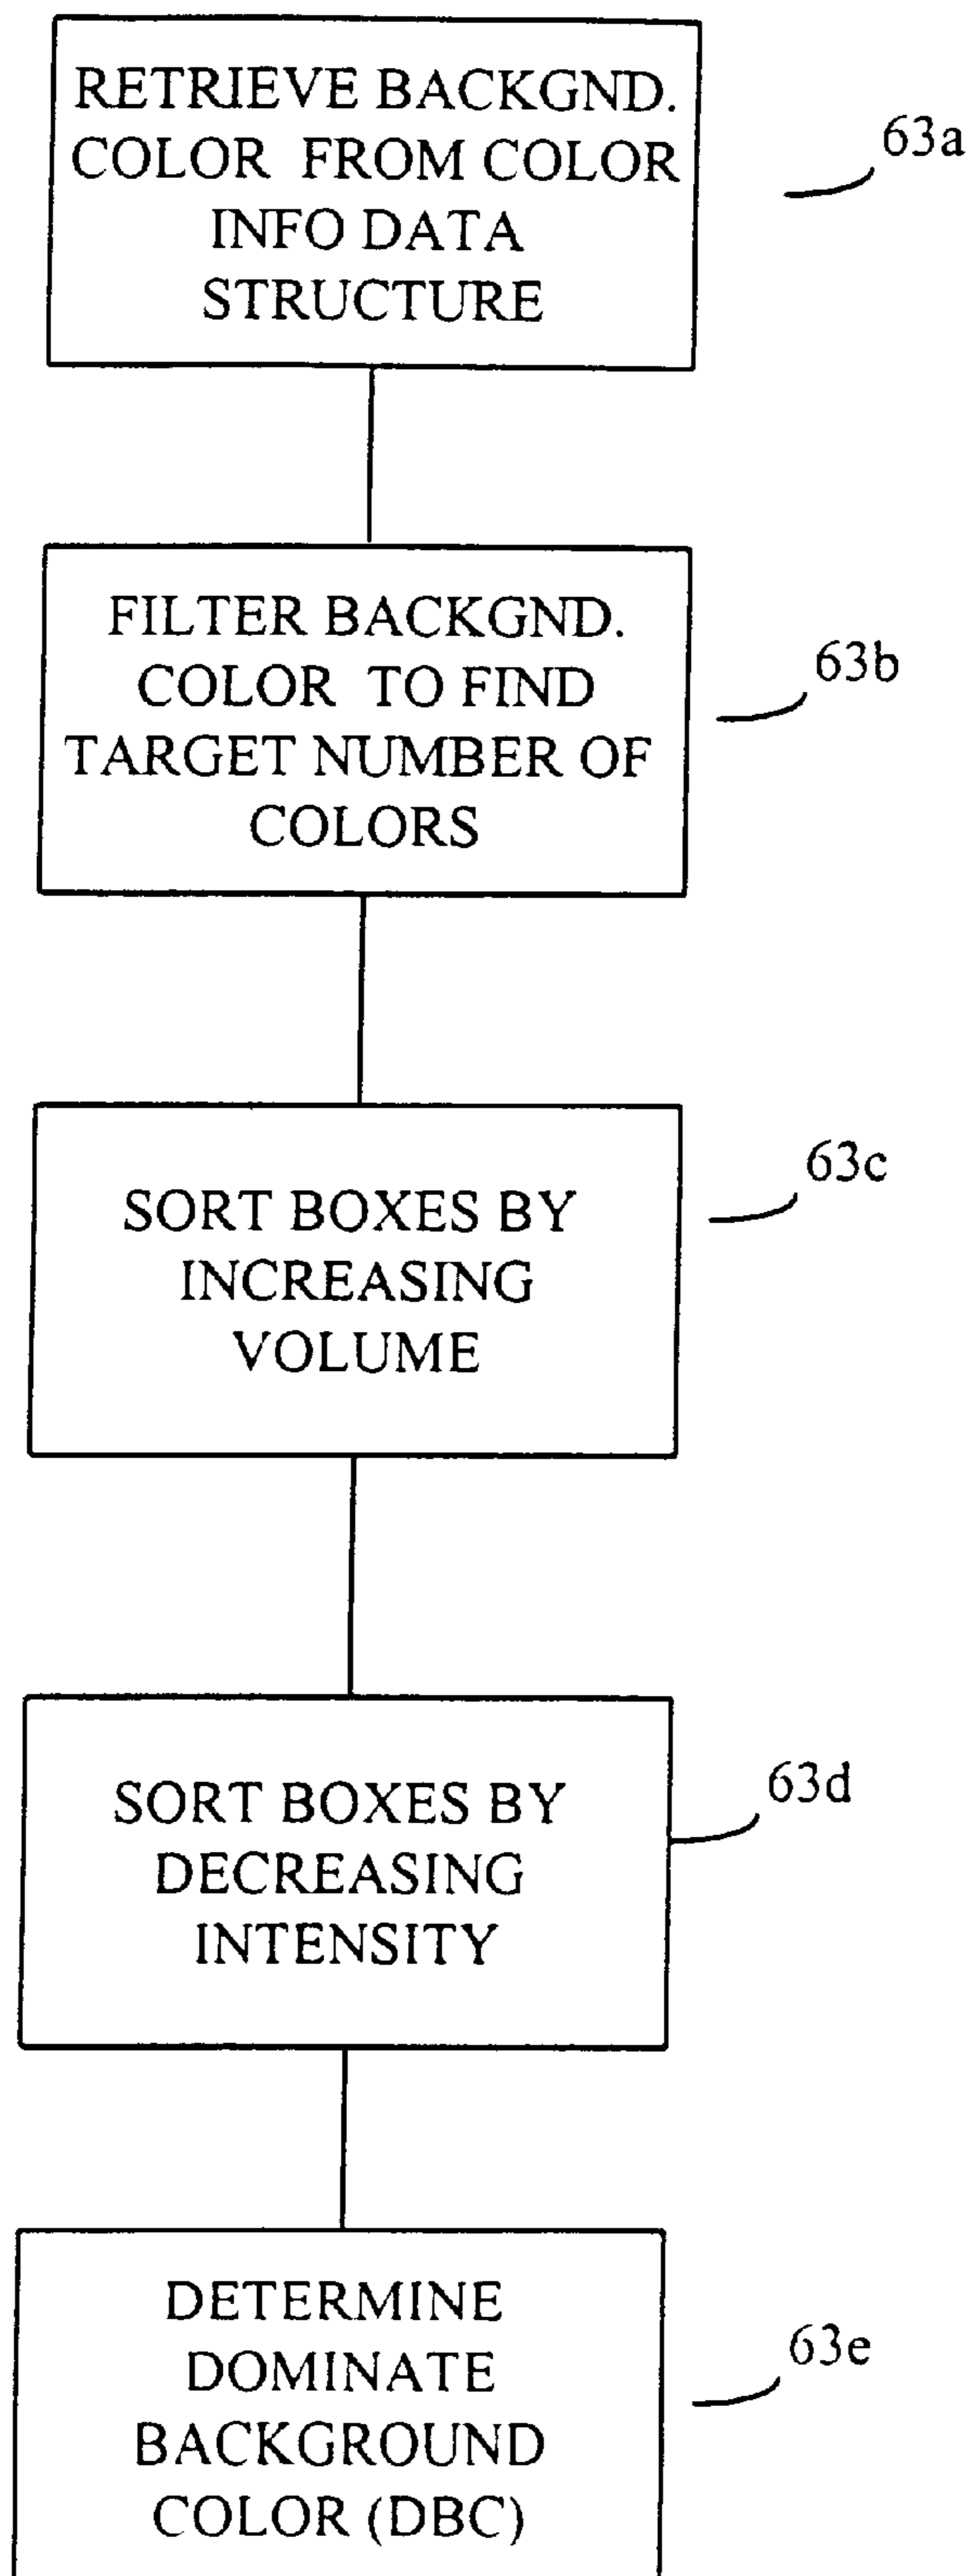 RETRIEVE BACKGND.
COLOR FROM COLOR
INFO DATA
STRUCTURE
63a
FILTER BACKGND.
COLOR TO FIND
TARGET NUMBER OF
COLORS
63b
SORT BOXES BY
INCREASING
VOLUME
63c
SORT BOXES BY
DECREASING
INTENSITY
63d
DETERMINE
DOMINATE
BACKGROUND
COLOR (DBC)
63e